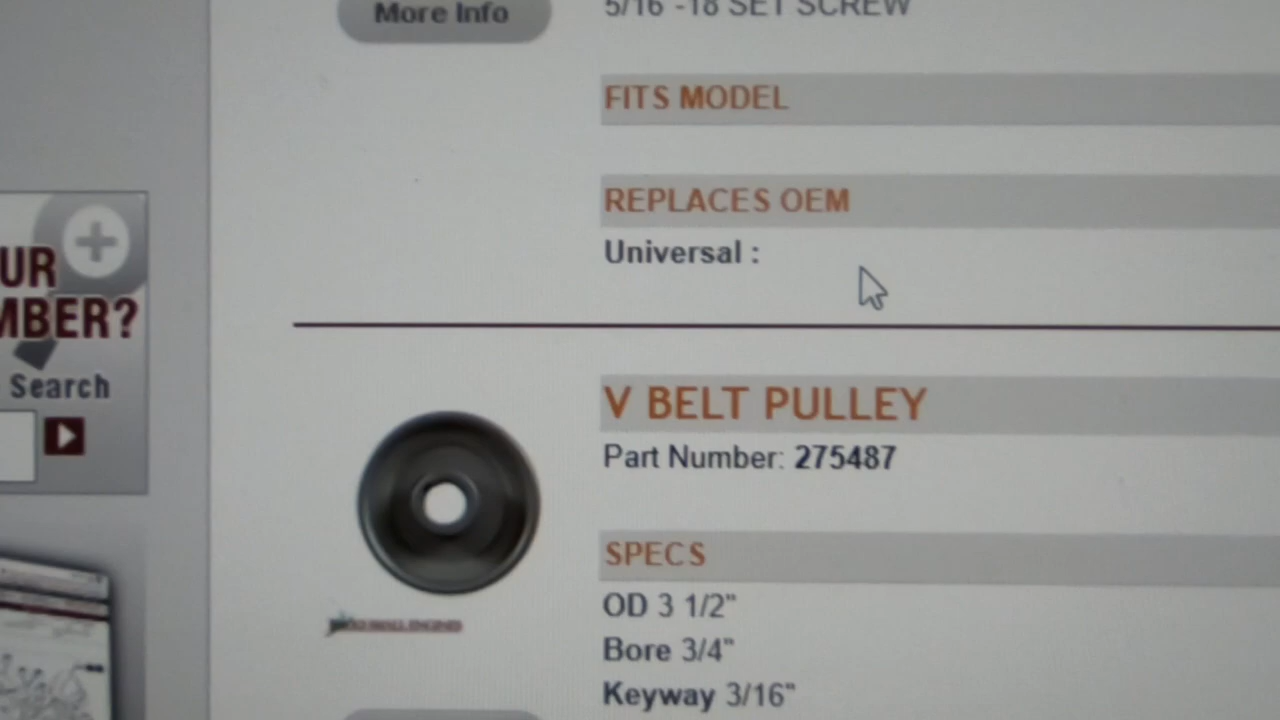 More Info
5/16 -18 SET SCREW
FITS MODEL
REPLACES OEM
Universal :
UR
MBER?
Search
V BELT PULLEY
Part Number: 275487
SPECS
OD 3 1/2"
Bore 3/4"
Keyway 3/16"